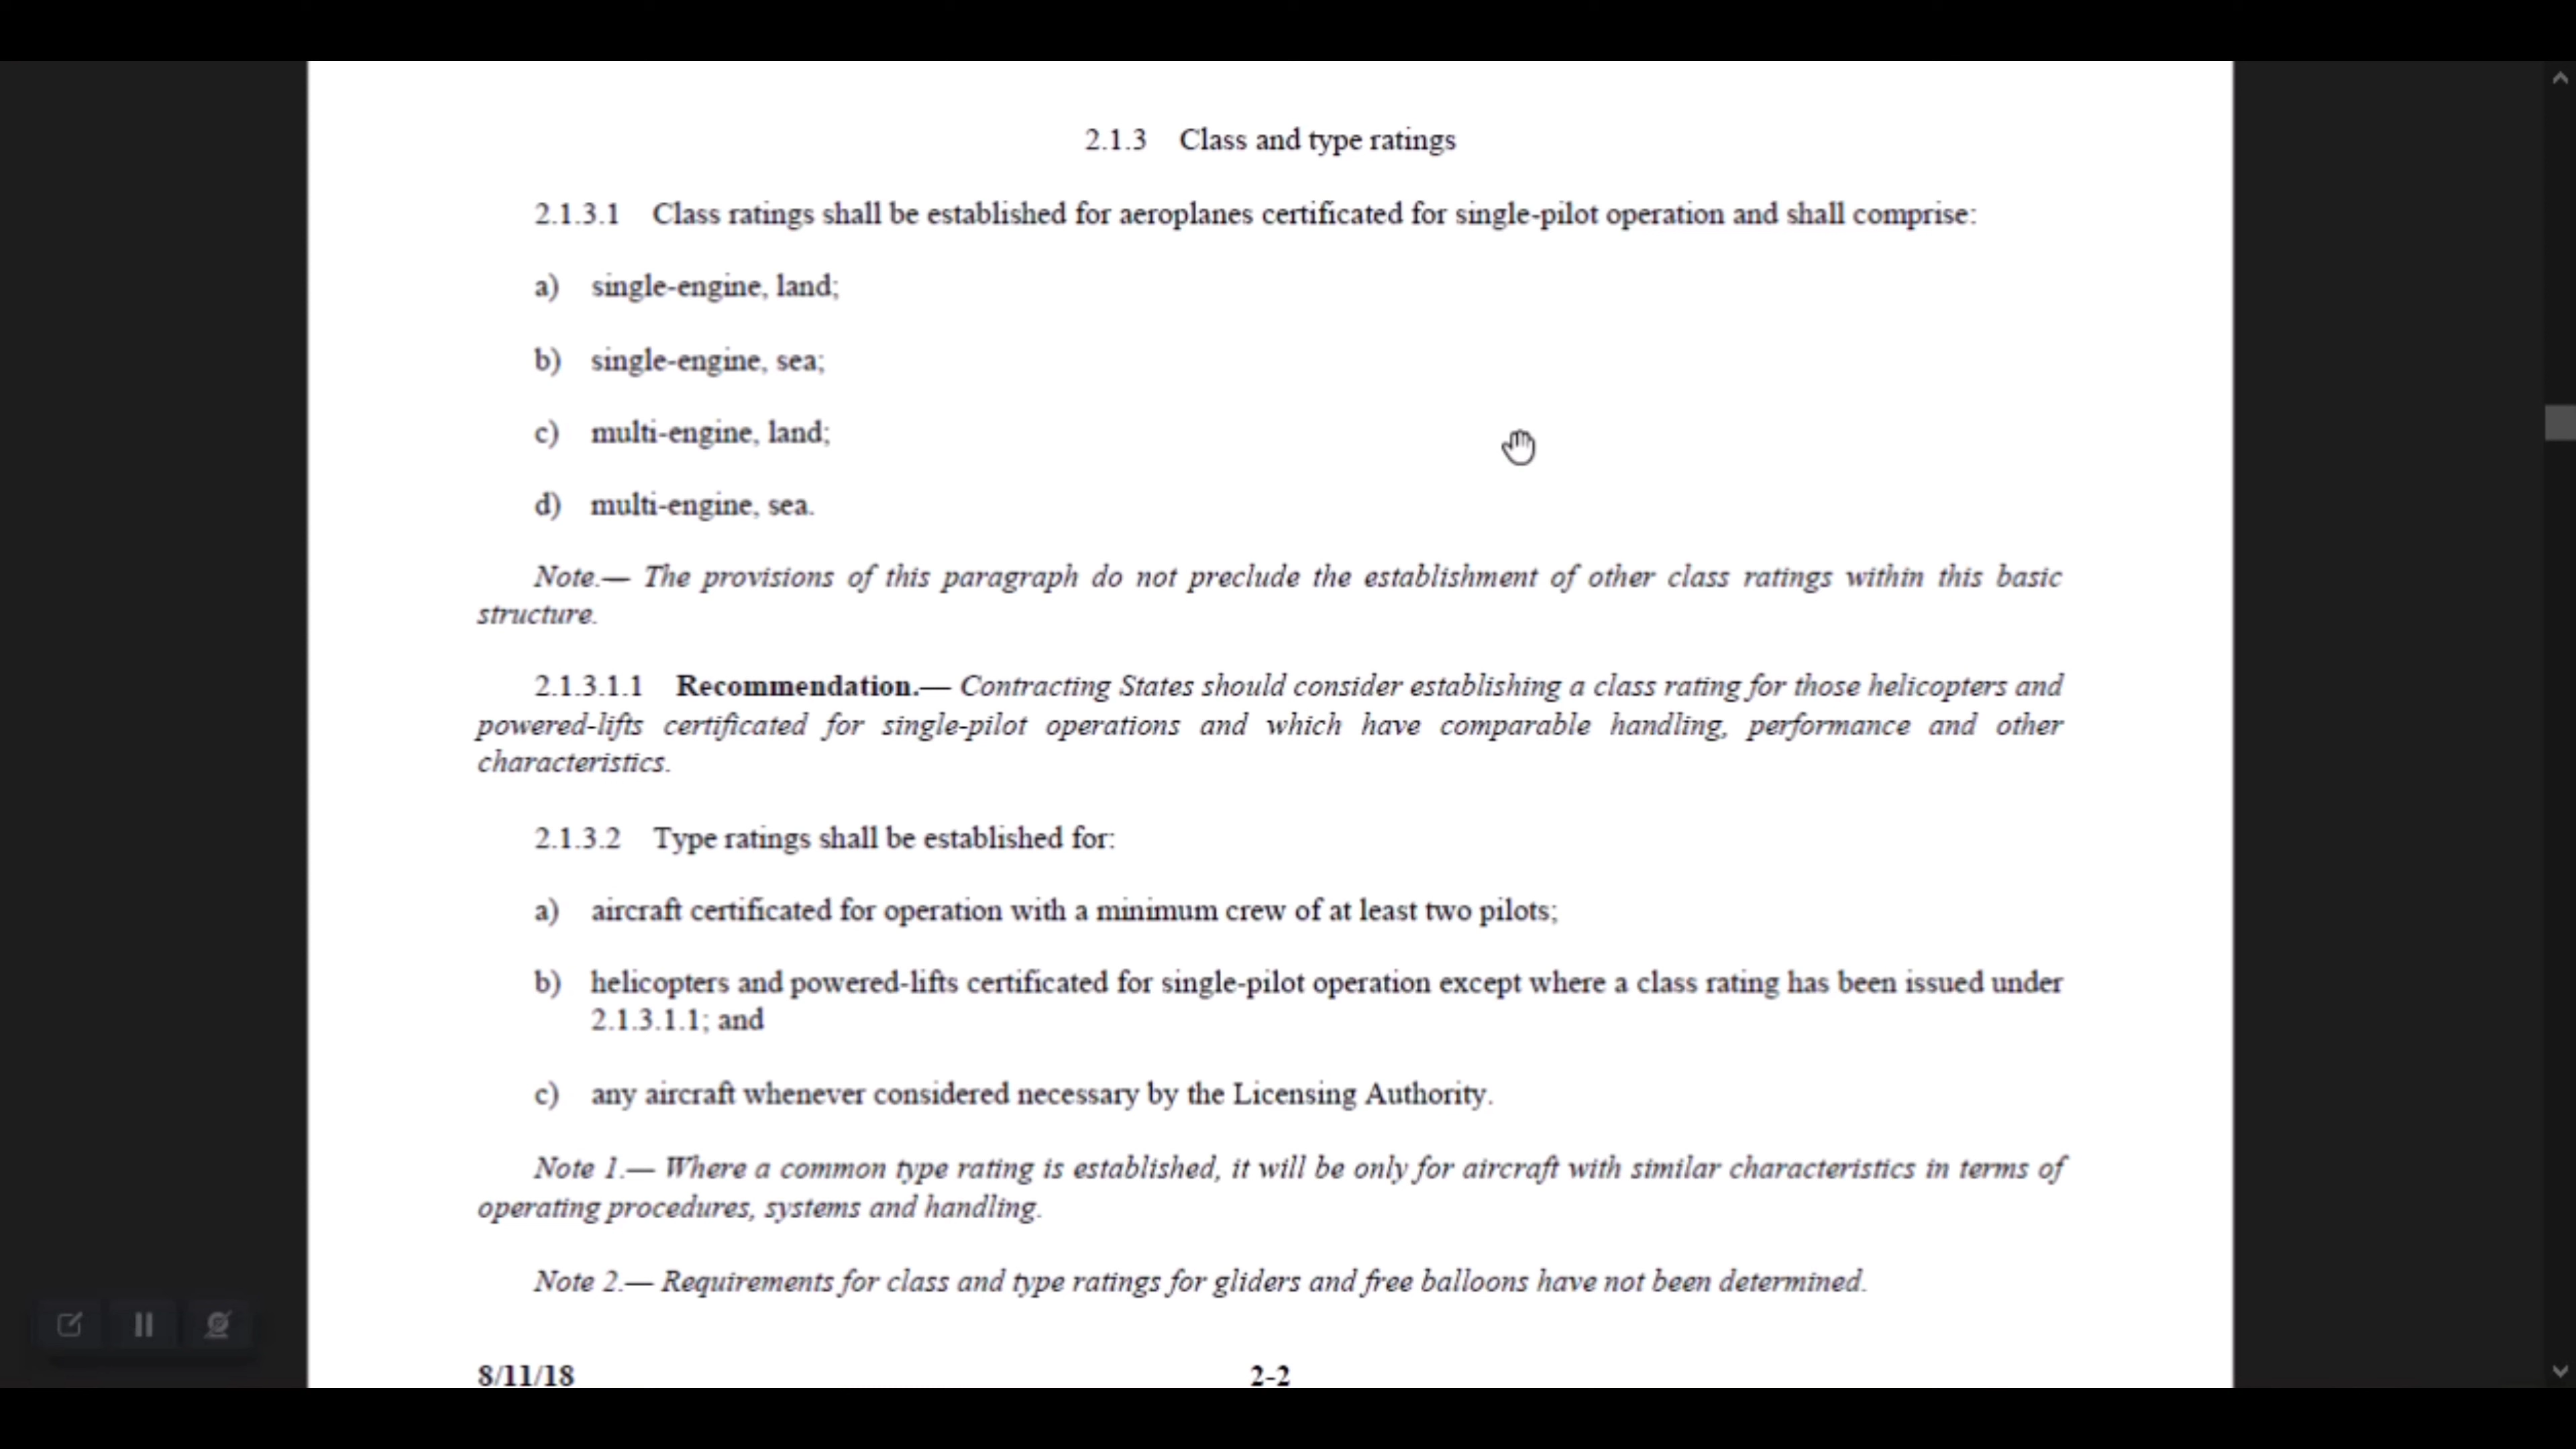 2.1.3 Class and type ratings
2.1.3.1 Class ratings shall be established for aeroplanes certificated for single-pilot operation and shall comprise:
a) single-engine, land;
b) single-engine, sea;
c) multi-engine, land;
d) multi-engine, sea.
Note.— The provisions of this paragraph do not preclude the establishment of other class ratings within this basic
structure.
2.1.3.1.1 Recommendation.— Contracting States should consider establishing a class rating for those helicopters and
powered-lifts certificated for single-pilot operations and which have comparable handling, performance and other
characteristics.
2.1.3.2 Type ratings shall be established for:
a) aircraft certificated for operation with a minimum crew of at least two pilots;
b) helicopters and powered-lifts certificated for single-pilot operation except where a class rating has been issued under
2.1.3.1.1; and
c) any aircraft whenever considered necessary by the Licensing Authority.
Note 1.— Where a common type rating is established, it will be only for aircraft with similar characteristics in terms of
operating procedures, systems and handling.
Note 2.— Requirements for class and type ratings for gliders and free balloons have not been determined.
8/11/18 2-2